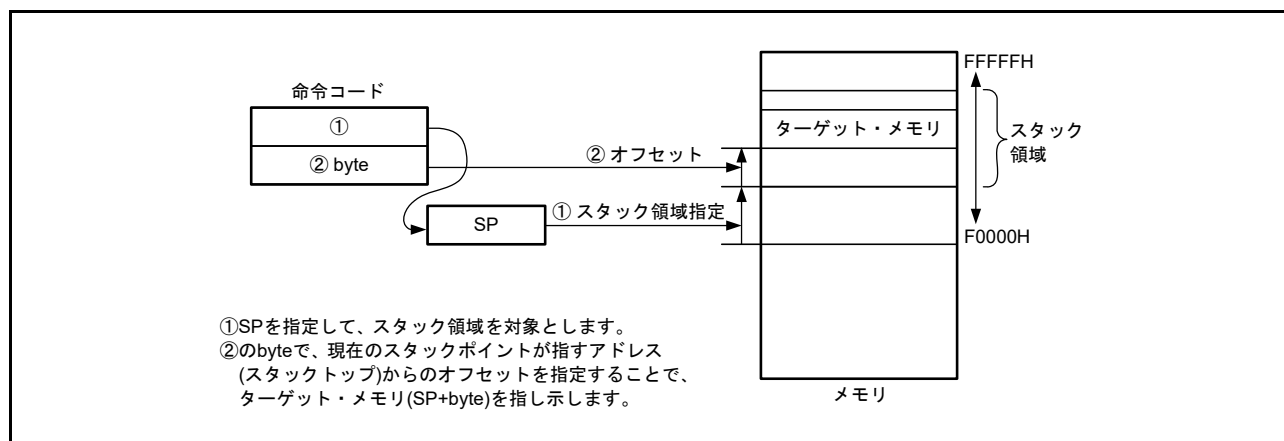 命令コード
①
② byte
SP
② オフセット
① スタック領域指定
ターゲット・メモリ
FFFFFH
スタック
領域
F0000H
メモリ
①SPを指定して、スタック領域を対象とします。
②のbyteで、現在のスタックポイントが指すアドレス
(スタックトップ)からのオフセットを指定することで、
ターゲット・メモリ(SP+byte)を指し示します。